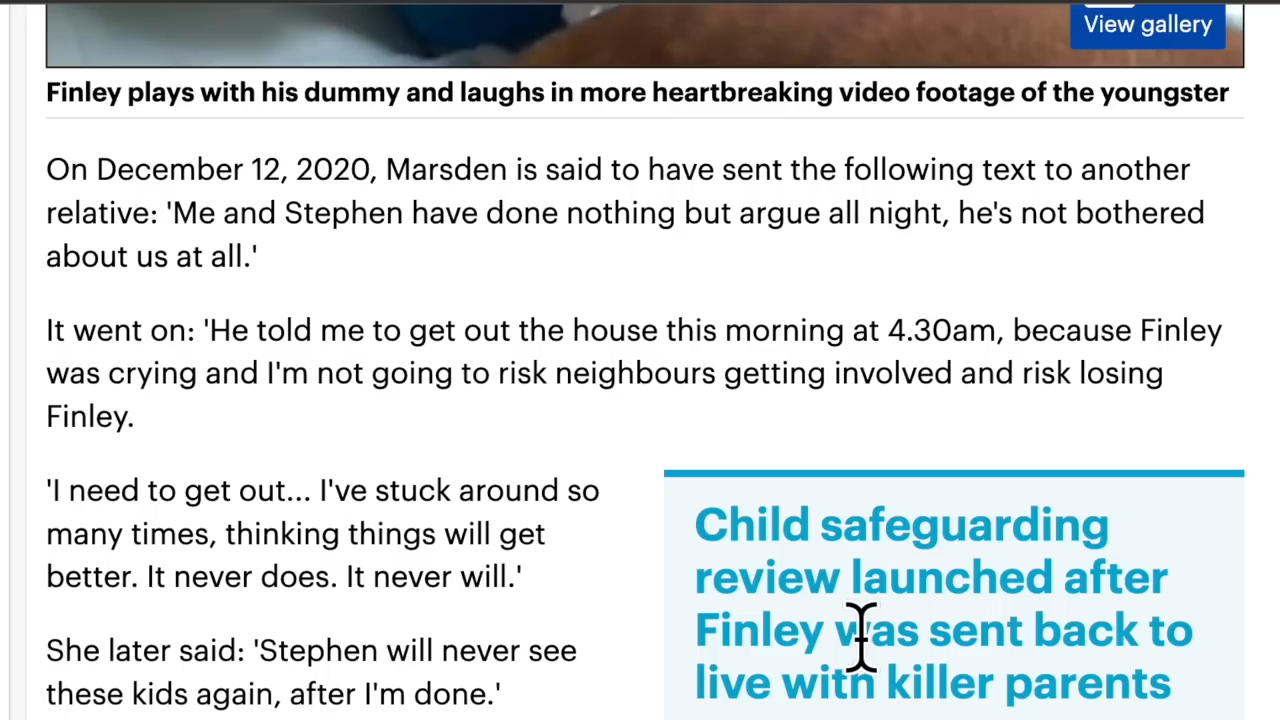 View gallery
Finley plays with his dummy and laughs in more heartbreaking video footage of the youngster
On December 12, 2020, Marsden is said to have sent the following text to another
relative: 'Me and Stephen have done nothing but argue all night, he's not bothered
about us at all.'
It went on: 'He told me to get out the house this morning at 4.30am, because Finley
was crying and I'm not going to risk neighbours getting involved and risk losing
Finley.
'I need to get out... I've stuck around so
many times, thinking things will get
better. It never does. It never will.'
She later said: 'Stephen will never see
these kids again, after I'm done.'
Child safeguarding
review launched after
Finley was sent back to
live with killer parents